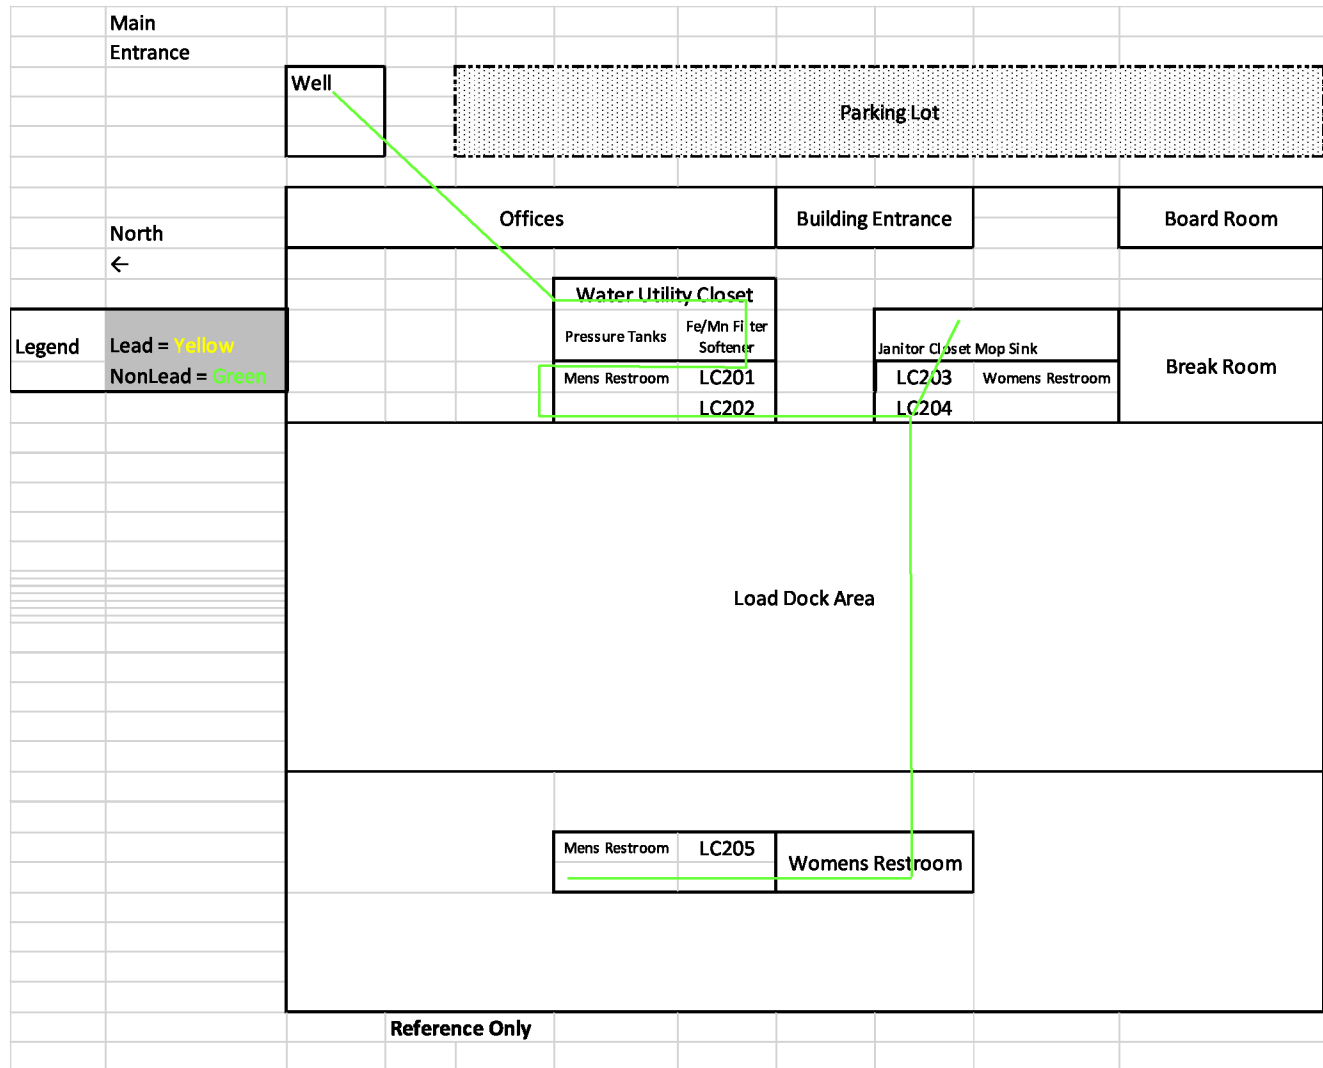 Main
Entrance
Well
Parking Lot
Offices
Building Entrance
Board Room
North
←
Water Utility Closet
Legend
Lead = Yellow
NonLead = Green
Pressure Tanks
Fe/Mn Filter
Softener
Janitor Closet Mop Sink
Break Room
Mens Restroom
LC201
LC203
Womens Restroom
LC202
LC204
Load Dock Area
Mens Restroom
LC205
Womens Restroom
Reference Only